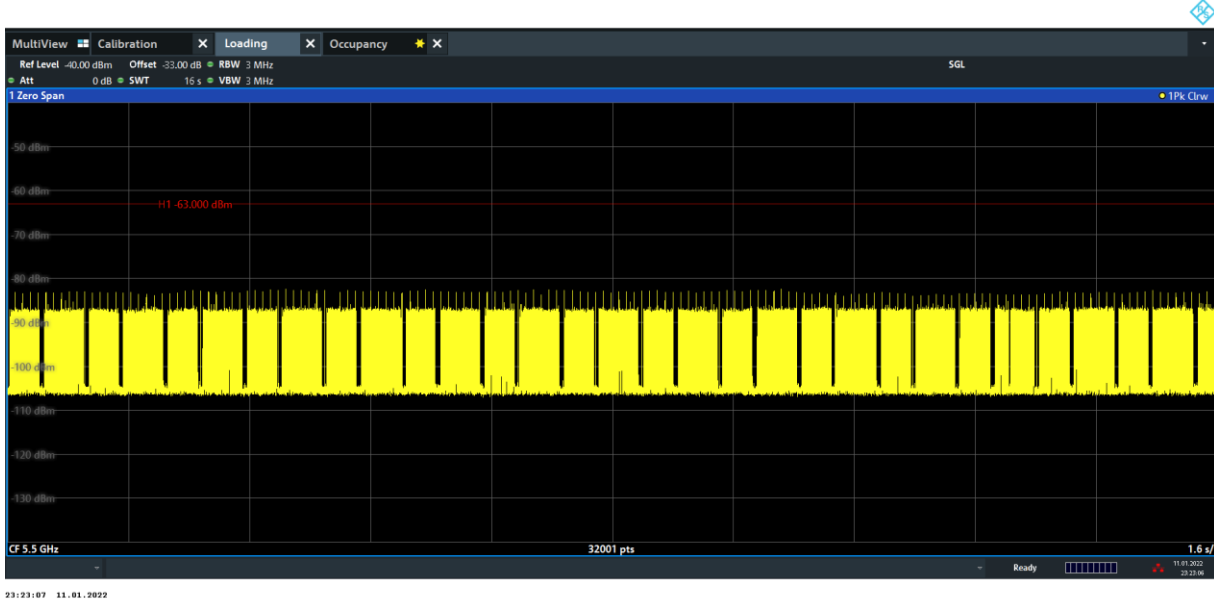 MultiView Calibration X Loading X Occupancy X
Ref Level -40.00 dBm Offset -33.00 dB RBW 3 MHz SGL
Att 0 dB SWT 16 s VBW 3 MHz
1 Zero Span 1Pk Clrw
-50 dBm
-60 dBm
H1 -63.000 dBm
-70 dBm
-80 dBm
-90 dBm
-100 dBm
-110 dBm
-120 dBm
-130 dBm
CF 5.5 GHz 32001 pts 1.6 s/
Ready 11.01.2022
23:23:06
23:23:07 11.01.2022